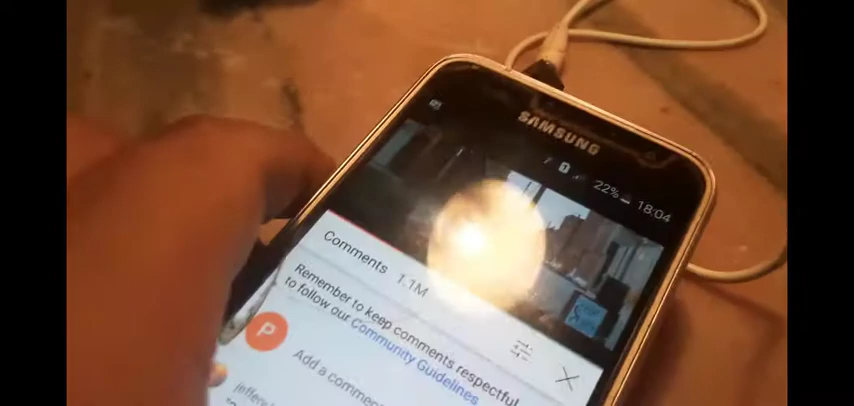 SAMSUNG
22% 18:04
Comments 1.1M
Remember to keep comments respectful
to follow our Community Guidelines
P
Add a comment